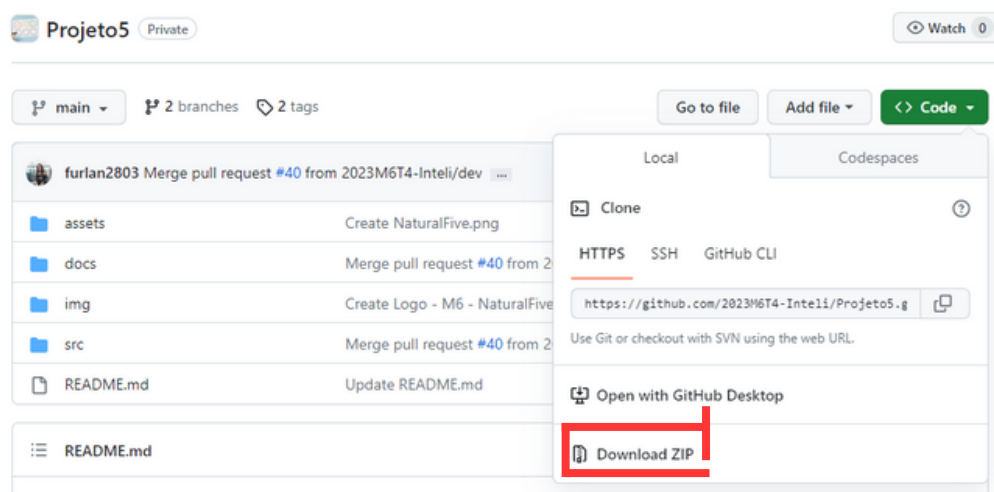 Projeto5 Private
Watch 0
main 2 branches 2 tags
Go to file Add file <> Code
Local Codespaces
furlan2803 Merge pull request #40 from 2023M6T4-Inteli/dev ...
Clone
HTTPS SSH GitHub CLI
https://github.com/2023M6T4-Inteli/Projeto5.g
Use Git or checkout with SVN using the web URL.
Open with GitHub Desktop
Download ZIP
assets Create NaturalFive.png
docs Merge pull request #40 from 2
img Create Logo - M6 - NaturalFive
src Merge pull request #40 from 2
README.md Update README.md
README.md